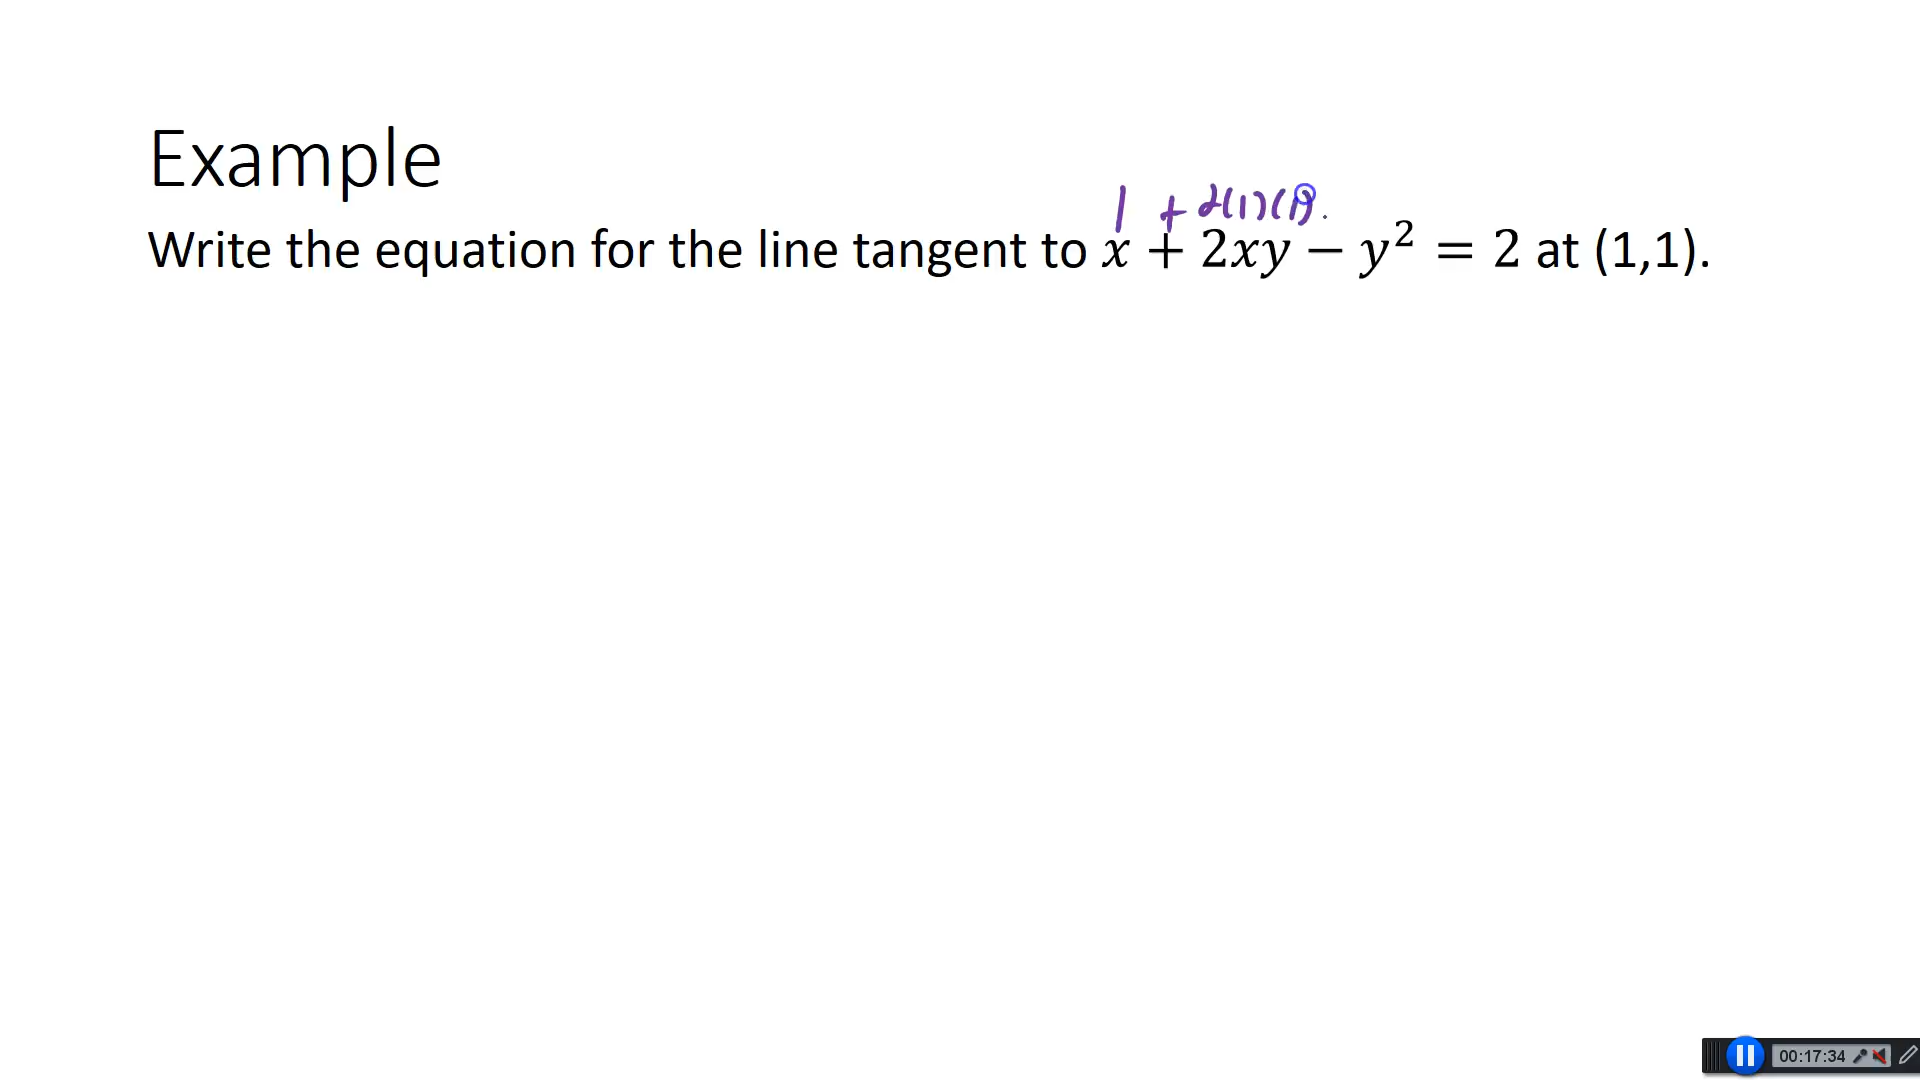 Example
1 + 2(1)(1)
Write the equation for the line tangent to x + 2xy − y² = 2 at (1,1).
00:17:34